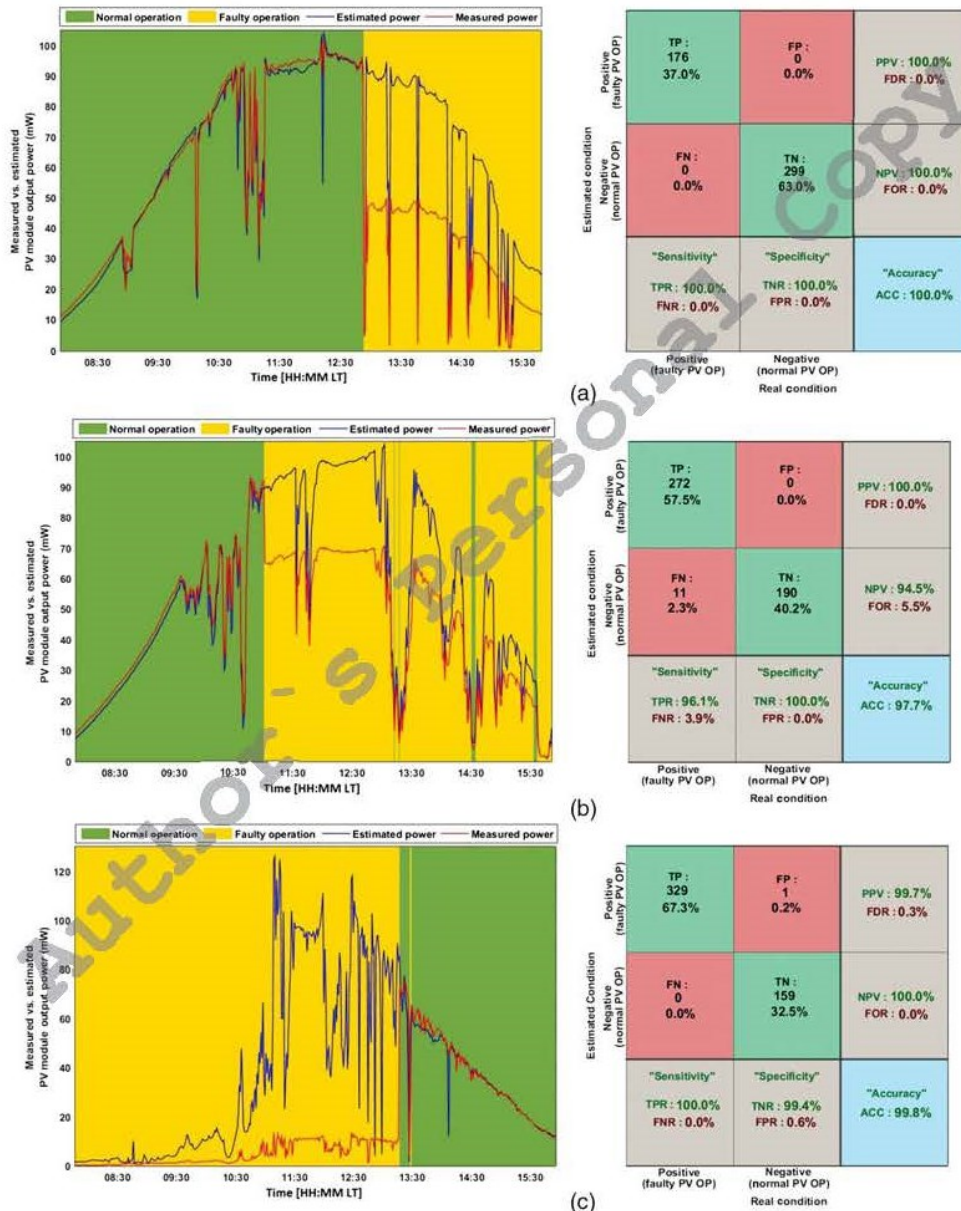 Normal operation Faulty operation Estimated power Measured power
Measured vs. estimated
PV module output power (mW)
100
90
80
70
60
50
40
30
20
10
0
08:30 09:30 10:30 11:30 12:30 13:30 14:30 15:30
Time [HH:MM LT]
Estimated condition
Positive
(faulty PV OP)
Negative
(normal PV OP)
TP :
176
37.0%
FP :
0
0.0%
PPV : 100.0%
FDR : 0.0%
FN :
0
0.0%
TN :
299
63.0%
NPV : 100.0%
FOR : 0.0%
"Sensitivity"
TPR : 100.0%
FNR : 0.0%
"Specificity"
TNR : 100.0%
FPR : 0.0%
"Accuracy"
ACC : 100.0%
Positive
(faulty PV OP)
Negative
(normal PV OP)
Real condition
(a)
Normal operation Faulty operation Estimated power Measured power
Measured vs. estimated
PV module output power (mW)
100
90
80
70
60
50
40
30
20
10
0
08:30 09:30 10:30 11:30 12:30 13:30 14:30 15:30
Time [HH:MM LT]
Estimated condition
Positive
(faulty PV OP)
Negative
(normal PV OP)
TP :
272
57.5%
FP :
0
0.0%
PPV : 100.0%
FDR : 0.0%
FN :
11
2.3%
TN :
190
40.2%
NPV : 94.5%
FOR : 5.5%
"Sensitivity"
TPR : 96.1%
FNR : 3.9%
"Specificity"
TNR : 100.0%
FPR : 0.0%
"Accuracy"
ACC : 97.7%
Positive
(faulty PV OP)
Negative
(normal PV OP)
Real condition
(b)
Normal operation Faulty operation Estimated power Measured power
Measured vs. estimated
PV module output power (mW)
120
100
80
60
40
20
0
08:30 09:30 10:30 11:30 12:30 13:30 14:30 15:30
Time [HH:MM LT]
Estimated Condition
Positive
(faulty PV OP)
Negative
(normal PV OP)
TP :
329
67.3%
FP :
1
0.2%
PPV : 99.7%
FDR : 0.3%
FN :
0
0.0%
TN :
159
32.5%
NPV : 100.0%
FOR : 0.0%
"Sensitivity"
TPR : 100.0%
FNR : 0.0%
"Specificity"
TNR : 99.4%
FPR : 0.6%
"Accuracy"
ACC : 99.8%
Positive
(faulty PV OP)
Negative
(normal PV OP)
Real condition
(c)
Author´s Personal Copy